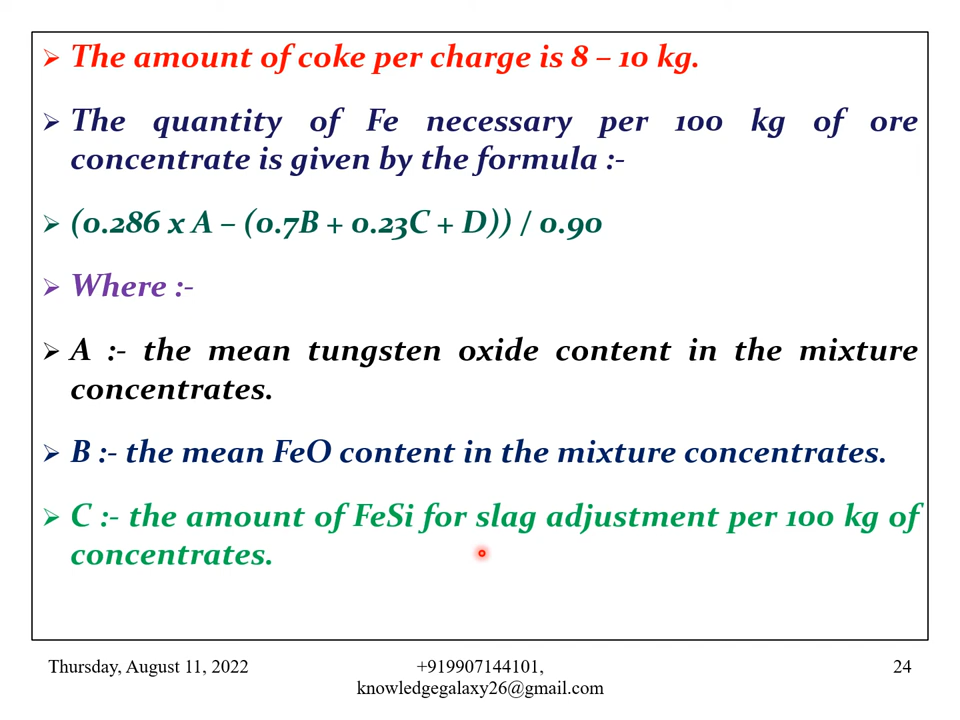 The amount of coke per charge is 8 – 10 kg.
The quantity of Fe necessary per 100 kg of ore
concentrate is given by the formula :-
(0.286 x A – (0.7B + 0.23C + D)) / 0.90
Where :-
A :- the mean tungsten oxide content in the mixture
concentrates.
B :- the mean FeO content in the mixture concentrates.
C :- the amount of FeSi for slag adjustment per 100 kg of
concentrates.
Thursday, August 11, 2022
+919907144101,
knowledgegalaxy26@gmail.com
24